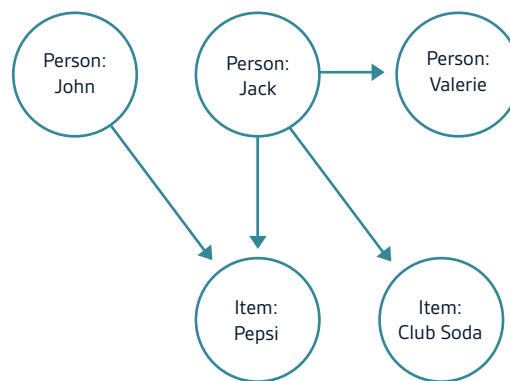 Person:
John
Person:
Jack
Person:
Valerie
Item:
Pepsi
Item:
Club Soda